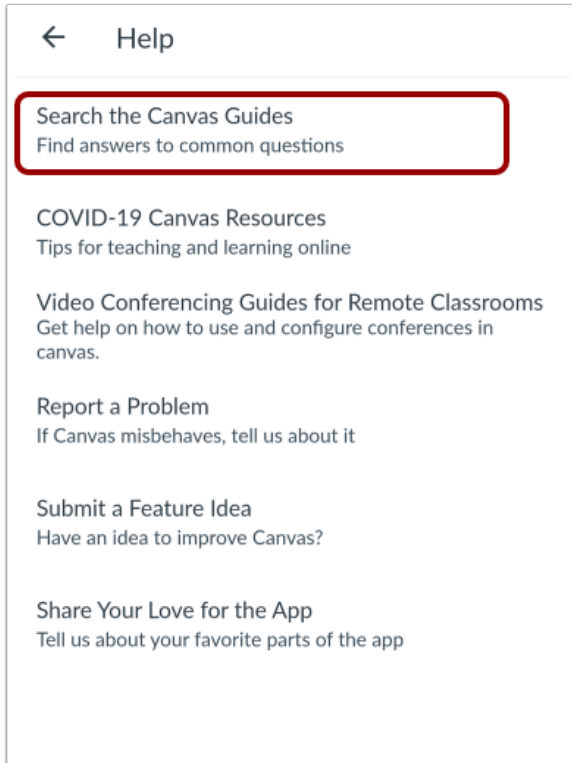 Help
Search the Canvas Guides
Find answers to common questions
COVID-19 Canvas Resources
Tips for teaching and learning online
Video Conferencing Guides for Remote Classrooms
Get help on how to use and configure conferences in
canvas.
Report a Problem
If Canvas misbehaves, tell us about it
Submit a Feature Idea
Have an idea to improve Canvas?
Share Your Love for the App
Tell us about your favorite parts of the app